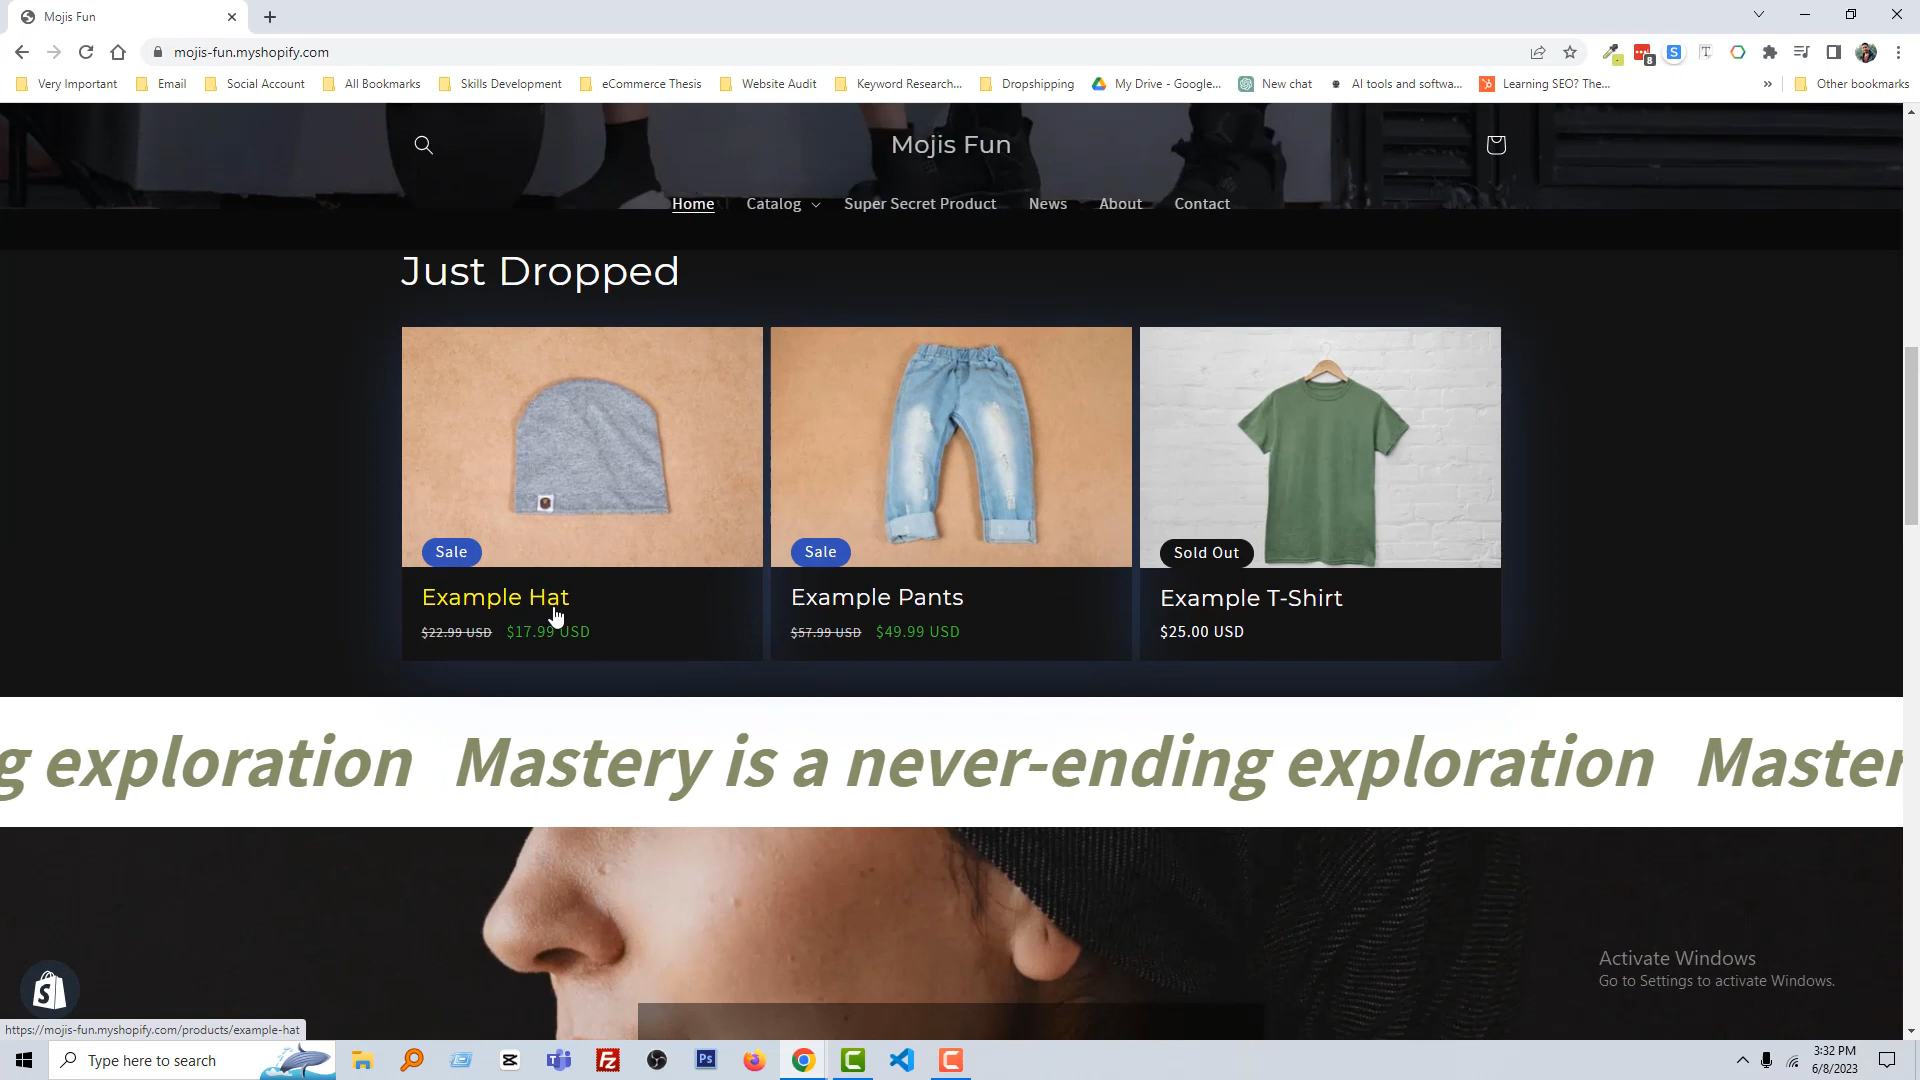 Mojis Fun
mojis-fun.myshopify.com
8
S
T
Very Important
Email
Social Account
All Bookmarks
Skills Development
eCommerce Thesis
Website Audit
Keyword Research...
Dropshipping
My Drive - Google...
New chat
AI tools and softwa...
Learning SEO? The...
»
Other bookmarks
Mojis Fun
Home
Catalog
Super Secret Product
News
About
Contact
Just Dropped
Sale
Sale
Sold Out
Example Hat
Example Pants
Example T-Shirt
$22.99 USD $17.99 USD
$57.99 USD $49.99 USD
$25.00 USD
g exploration Mastery is a never-ending exploration Master
Activate Windows
Go to Settings to activate Windows.
S
https://mojis-fun.myshopify.com/products/example-hat
Type here to search
Fz
Ps
3:32 PM
6/8/2023